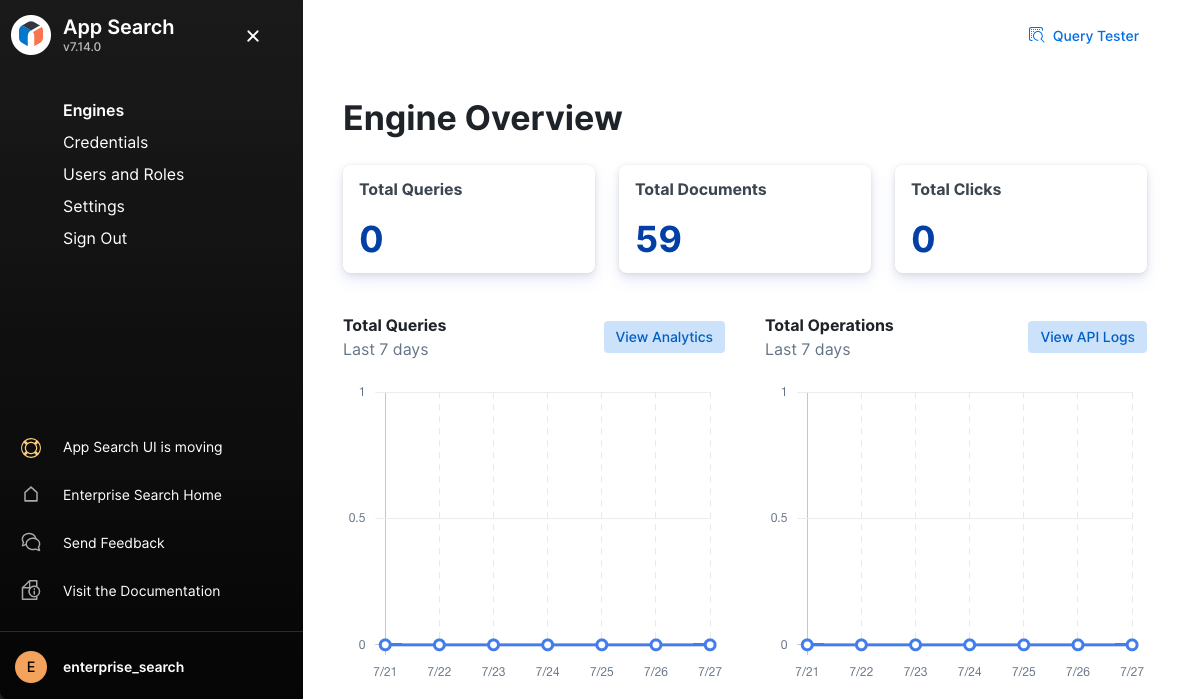 App Search
v7.14.0
Engines
Credentials
Users and Roles
Settings
Sign Out
App Search UI is moving
Enterprise Search Home
Send Feedback
Visit the Documentation
E
enterprise_search
Query Tester
Engine Overview
Total Queries
0
Total Documents
59
Total Clicks
0
Total Queries
Last 7 days
View Analytics
1
0.5
0
7/21 7/22 7/23 7/24 7/25 7/26 7/27
Total Operations
Last 7 days
View API Logs
1
0.5
0
7/21 7/22 7/23 7/24 7/25 7/26 7/27